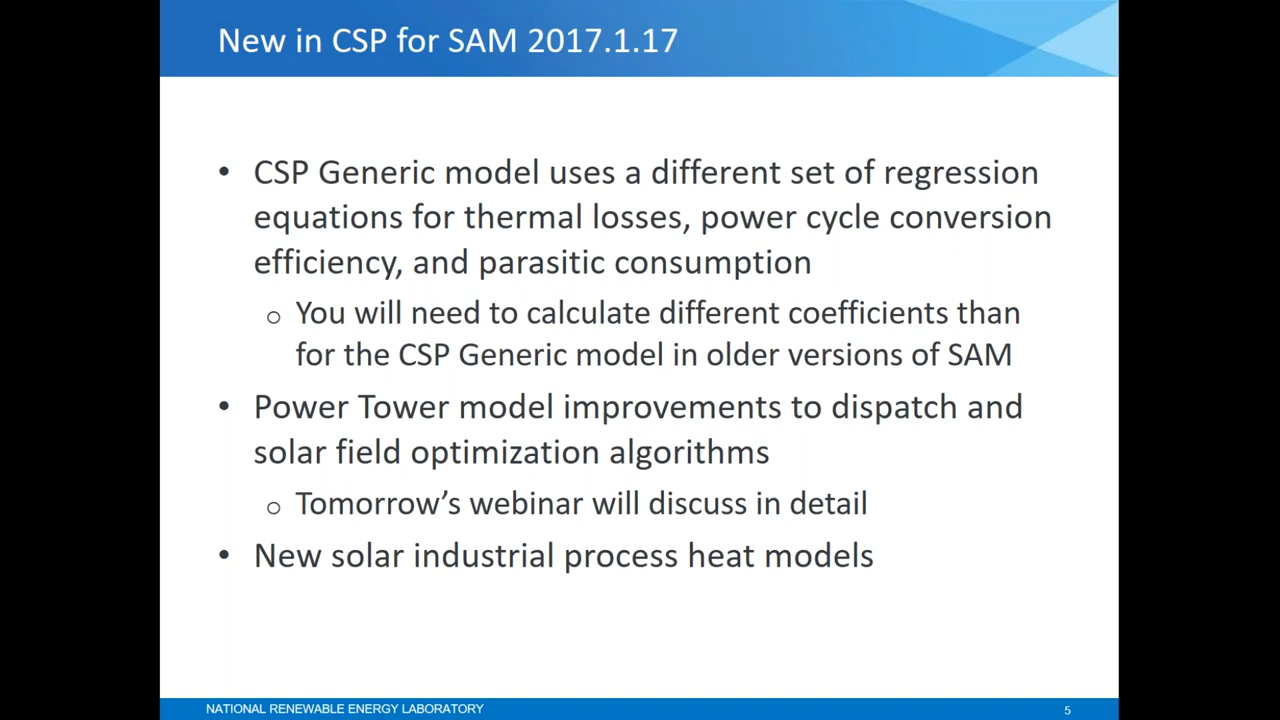 New in CSP for SAM 2017.1.17
• CSP Generic model uses a different set of regression
equations for thermal losses, power cycle conversion
efficiency, and parasitic consumption
o You will need to calculate different coefficients than
for the CSP Generic model in older versions of SAM
• Power Tower model improvements to dispatch and
solar field optimization algorithms
o Tomorrow’s webinar will discuss in detail
• New solar industrial process heat models
NATIONAL RENEWABLE ENERGY LABORATORY
5